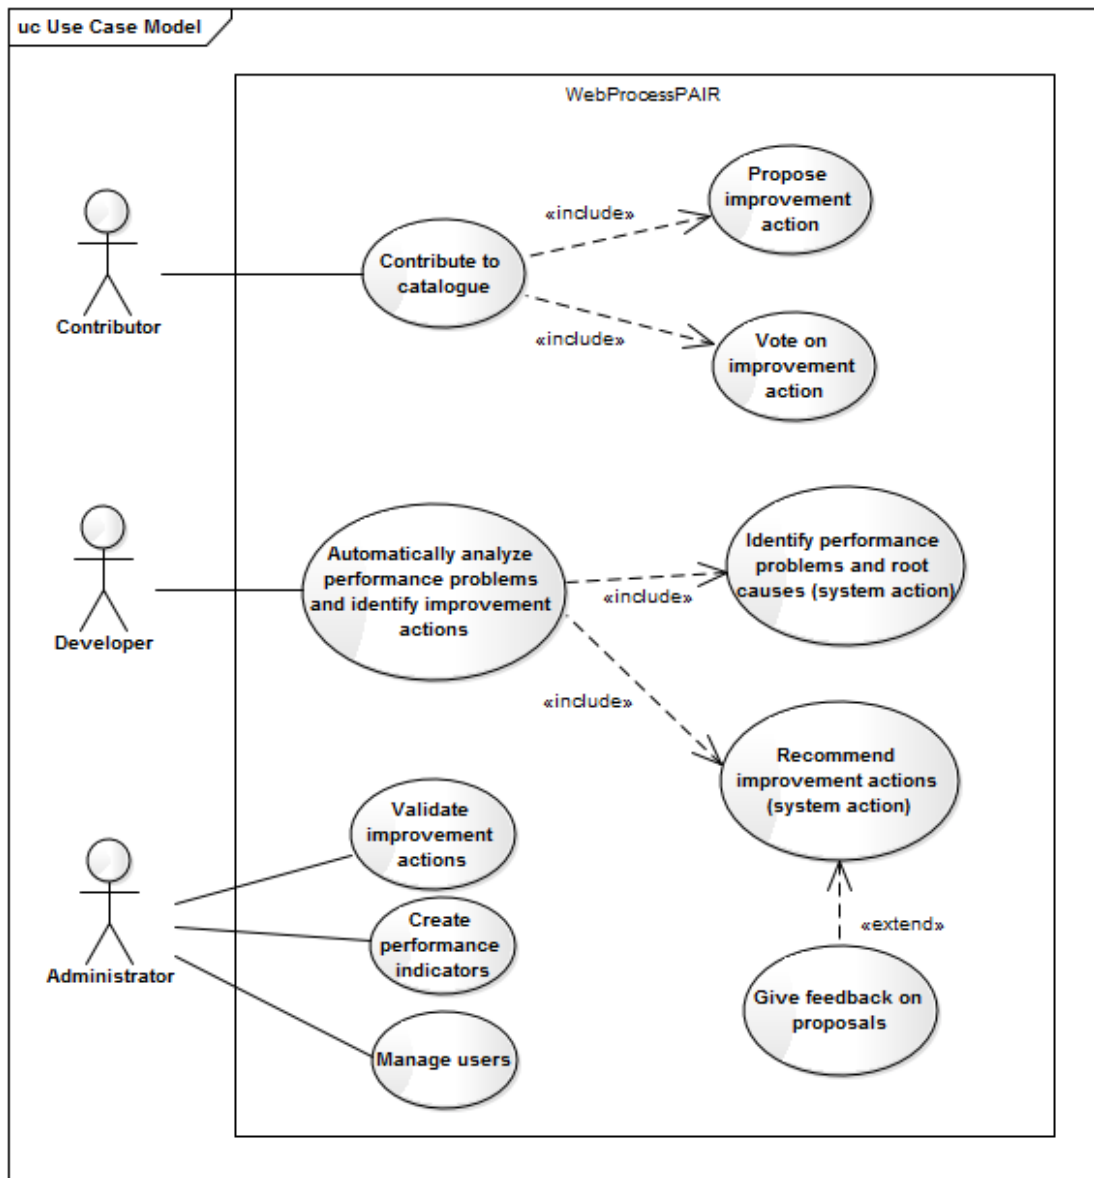 uc Use Case Model
WebProcessPAIR
Contributor
Contribute to
catalogue
«include»
Propose
improvement
action
«include»
Vote on
improvement
action
Developer
Automatically analyze
performance problems
and identify improvement
actions
«include»
Identify performance
problems and root
causes (system action)
«include»
Recommend
improvement actions
(system action)
Administrator
Validate
improvement
actions
Create
performance
indicators
Manage users
«extend»
Give feedback on
proposals